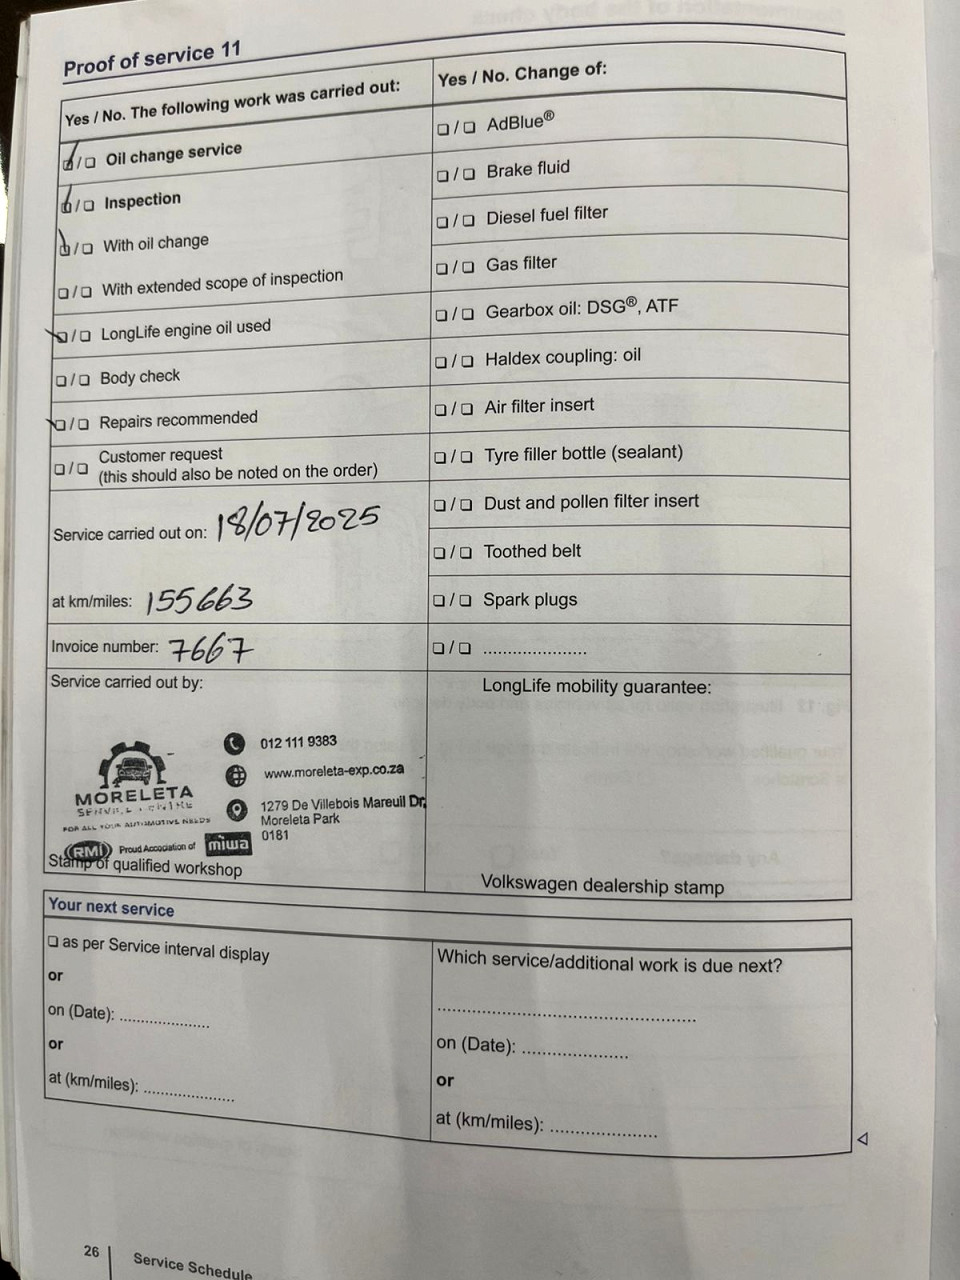 Proof of service 11
Yes / No. The following work was carried out:
☑/☐ Oil change service
☑/☐ Inspection
☑/☐ With oil change
☐/☐ With extended scope of inspection
☑/☐ LongLife engine oil used
☐/☐ Body check
☑/☐ Repairs recommended
☐/☐ Customer request
(this should also be noted on the order)
Service carried out on: 18/07/2025
at km/miles: 155663
Invoice number: 7667
Service carried out by:
MORELETA
FOR ALL YOUR AUTOMOTIVE NEEDS
RMI Proud Accociation of miwa
012 111 9383
www.moreleta-exp.co.za
1279 De Villebois Mareuil Dr,
Moreleta Park
0181
Stamp of qualified workshop
Yes / No. Change of:
☐/☐ AdBlue®
☐/☐ Brake fluid
☐/☐ Diesel fuel filter
☐/☐ Gas filter
☐/☐ Gearbox oil: DSG®, ATF
☐/☐ Haldex coupling: oil
☐/☐ Air filter insert
☐/☐ Tyre filler bottle (sealant)
☐/☐ Dust and pollen filter insert
☐/☐ Toothed belt
☐/☐ Spark plugs
☐/☐ .....................
LongLife mobility guarantee:
Volkswagen dealership stamp
Your next service
☐ as per Service interval display
or
on (Date): ..................
or
at (km/miles): ..................
Which service/additional work is due next?
............................................
on (Date): .....................
or
at (km/miles): .....................
26 Service Schedule